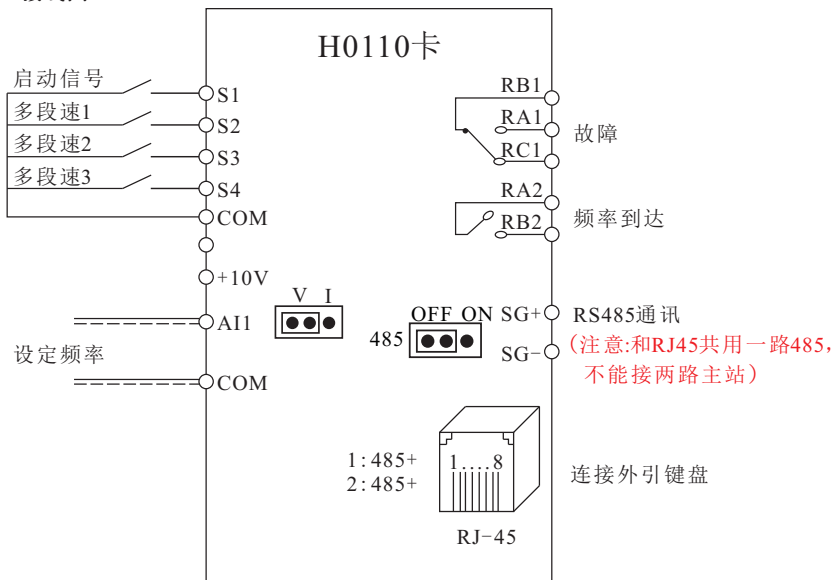 H0110卡
启动信号
S1
多段速1
S2
多段速2
S3
多段速3
S4
COM
+10V
AI1
设定频率
COM
V I
RB1
RA1
故障
RC1
RA2
频率到达
RB2
OFF ON
485
SG+
RS485通讯
SG-
(注意:和RJ45共用一路485,
不能接两路主站)
1:485+
2:485+
1....8
连接外引键盘
RJ-45